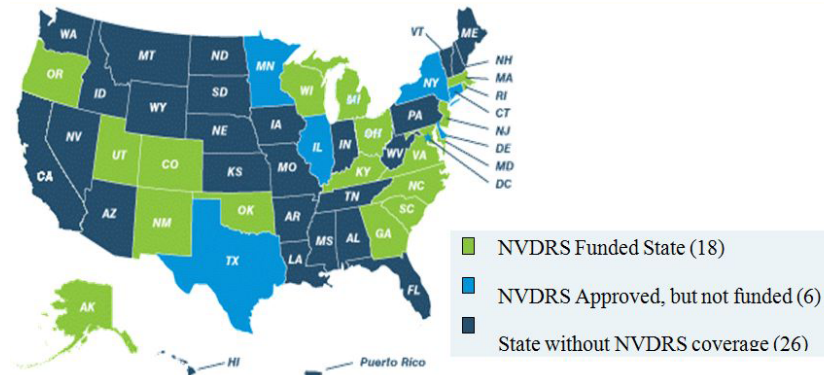 WA
MT
ND
MN
VT
ME
NH
MA
RI
CT
NJ
DE
MD
DC
OR
ID
WY
SD
WI
MI
NY
NV
UT
CO
NE
IA
IL
IN
OH
PA
WV
VA
CA
AZ
NM
KS
MO
KY
NC
TN
SC
OK
AR
MS
AL
GA
TX
LA
FL
AK
HI
Puerto Rico
NVDRS Funded State (18)
NVDRS Approved, but not funded (6)
State without NVDRS coverage (26)